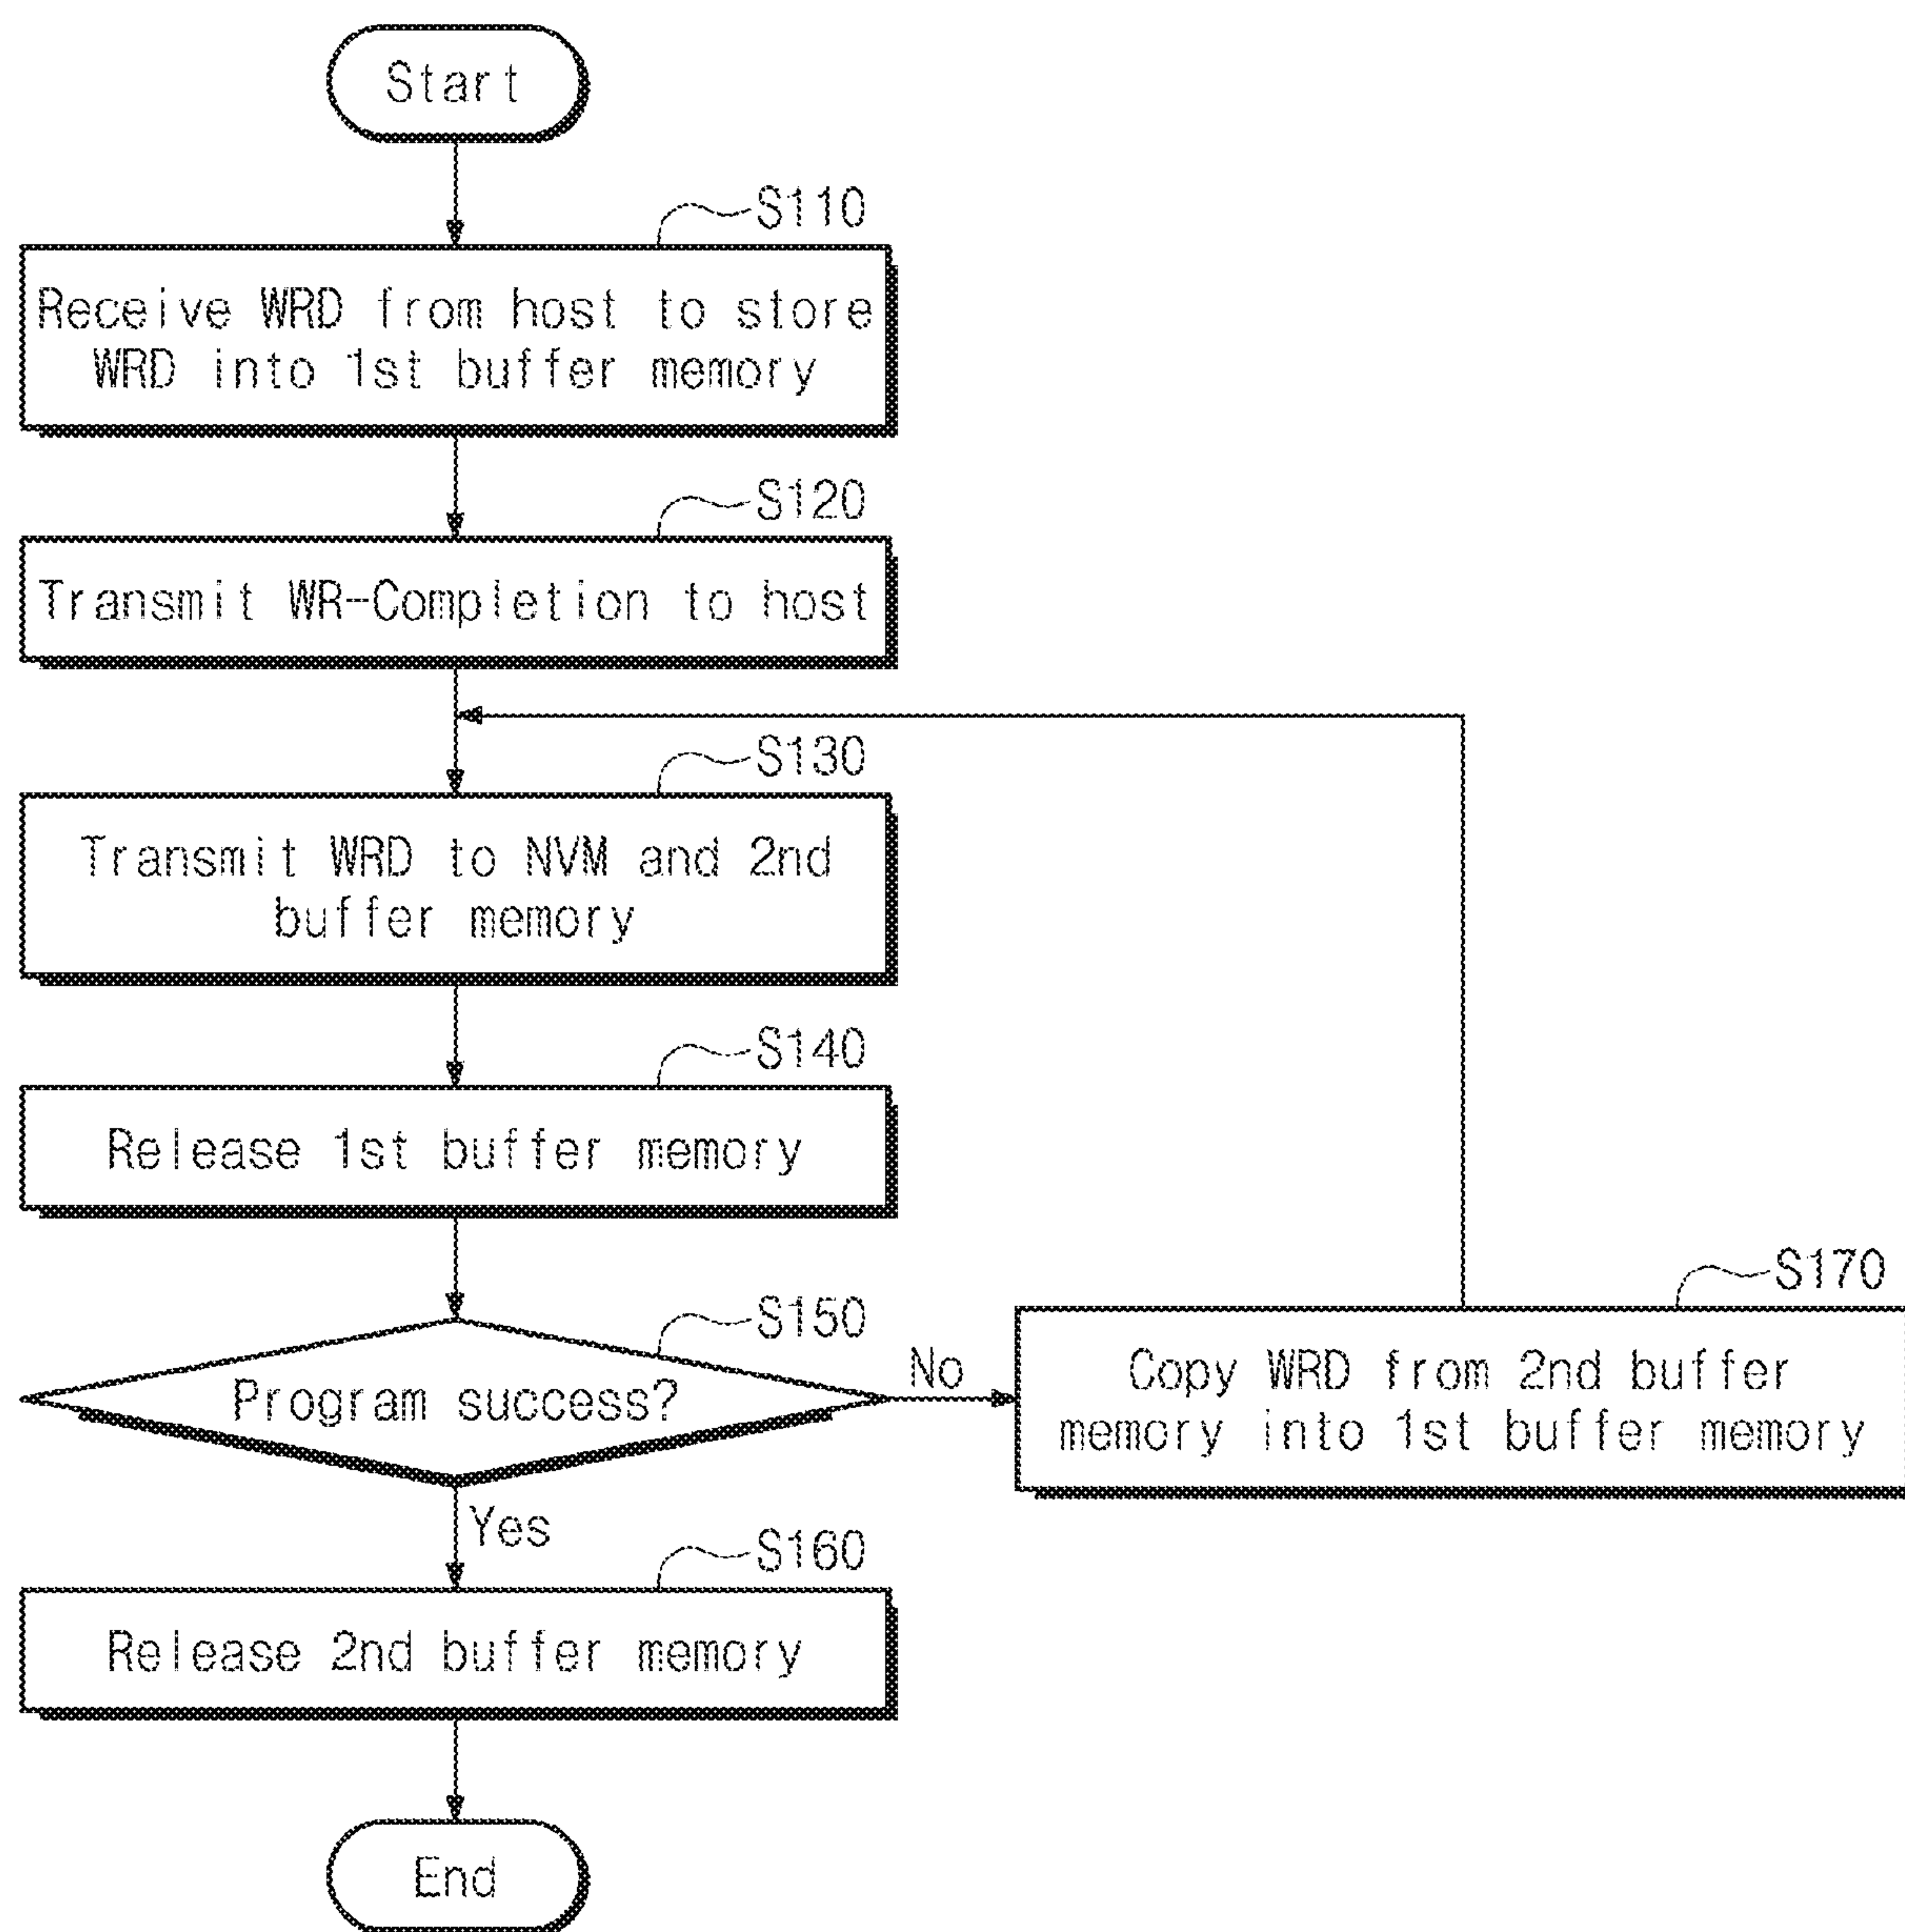 Start
S110
Receive WRD from host to store
WRD into 1st buffer memory
S120
Transmit WR-Completion to host
S130
Transmit WRD to NVM and 2nd
buffer memory
S140
Release 1st buffer memory
S150
Program success?
No
S170
Copy WRD from 2nd buffer
memory into 1st buffer memory
Yes
S160
Release 2nd buffer memory
End